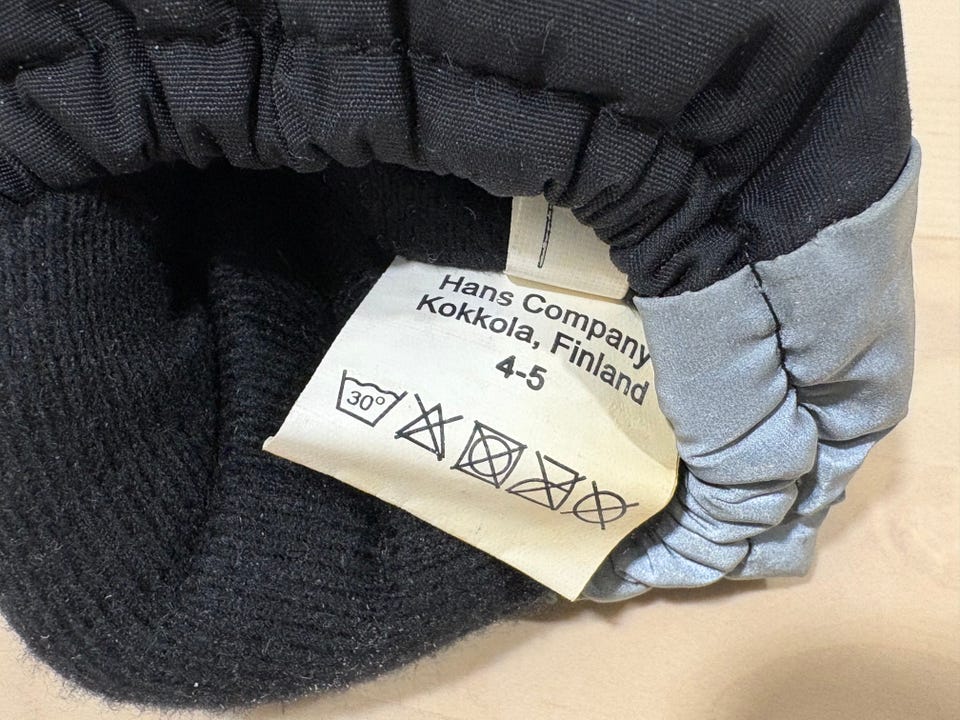 Hans Company
Kokkola, Finland
4-5
30°